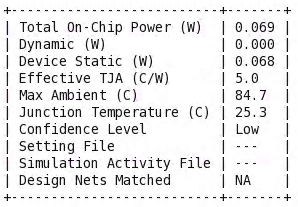 +--------------------------+-------+
| Total On-Chip Power (W)  | 0.069 |
| Dynamic (W)              | 0.000 |
| Device Static (W)        | 0.068 |
| Effective TJA (C/W)      | 5.0   |
| Max Ambient (C)          | 84.7  |
| Junction Temperature (C) | 25.3  |
| Confidence Level         | Low   |
| Setting File             | ---   |
| Simulation Activity File | ---   |
| Design Nets Matched      | NA    |
+--------------------------+-------+